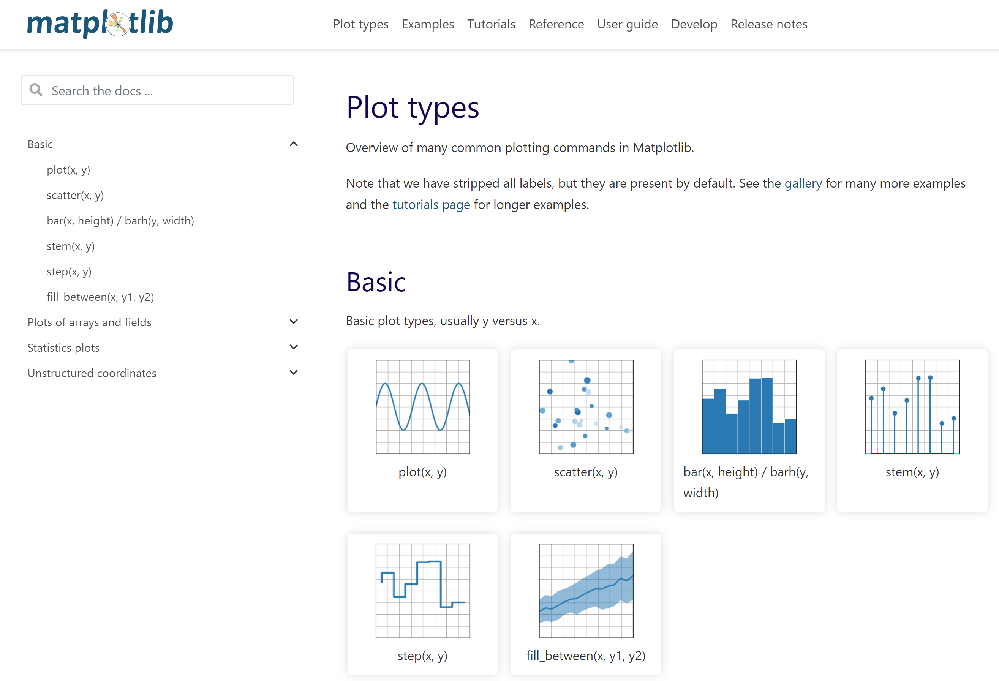 matplotlib
Plot types Examples Tutorials Reference User guide Develop Release notes
Search the docs ...
Basic
plot(x, y)
scatter(x, y)
bar(x, height) / barh(y, width)
stem(x, y)
step(x, y)
fill_between(x, y1, y2)
Plots of arrays and fields
Statistics plots
Unstructured coordinates
Plot types
Overview of many common plotting commands in Matplotlib.
Note that we have stripped all labels, but they are present by default. See the gallery for many more examples
and the tutorials page for longer examples.
Basic
Basic plot types, usually y versus x.
plot(x, y)
scatter(x, y)
bar(x, height) / barh(y,
width)
stem(x, y)
step(x, y)
fill_between(x, y1, y2)